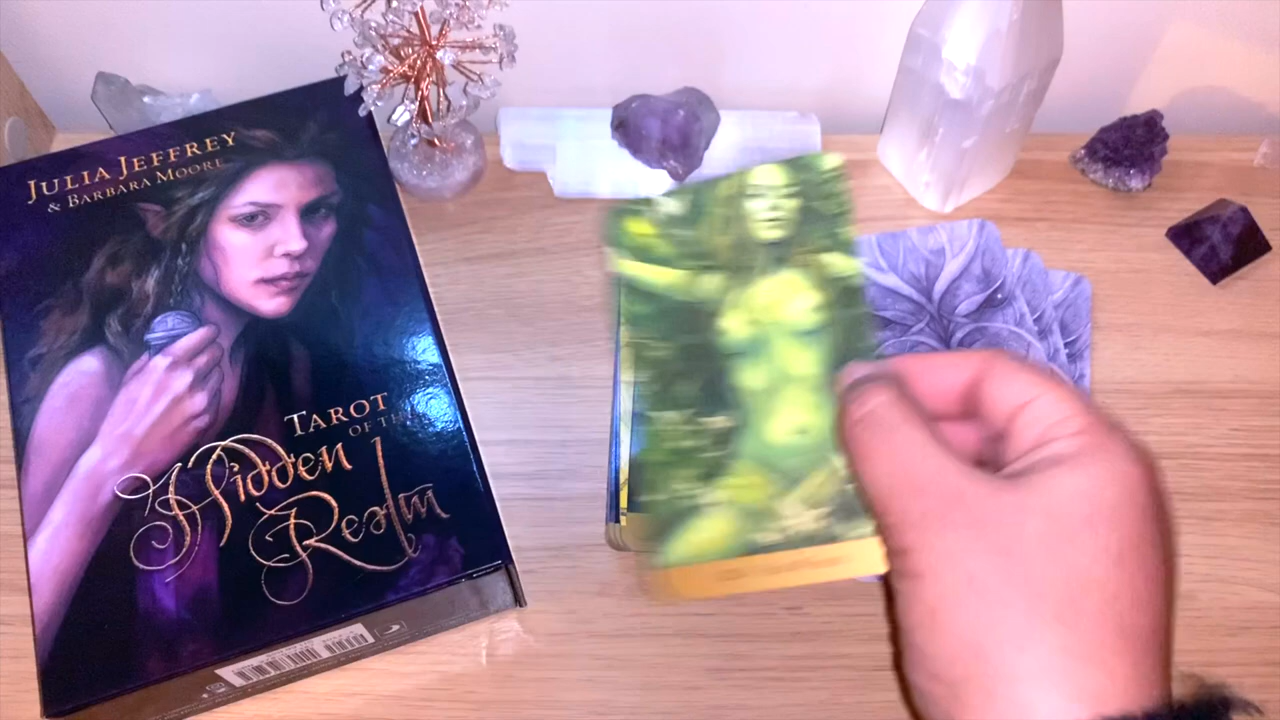 JULIA JEFFREY
& BARBARA MOORE
TAROT
OF THE
Hidden
Realm